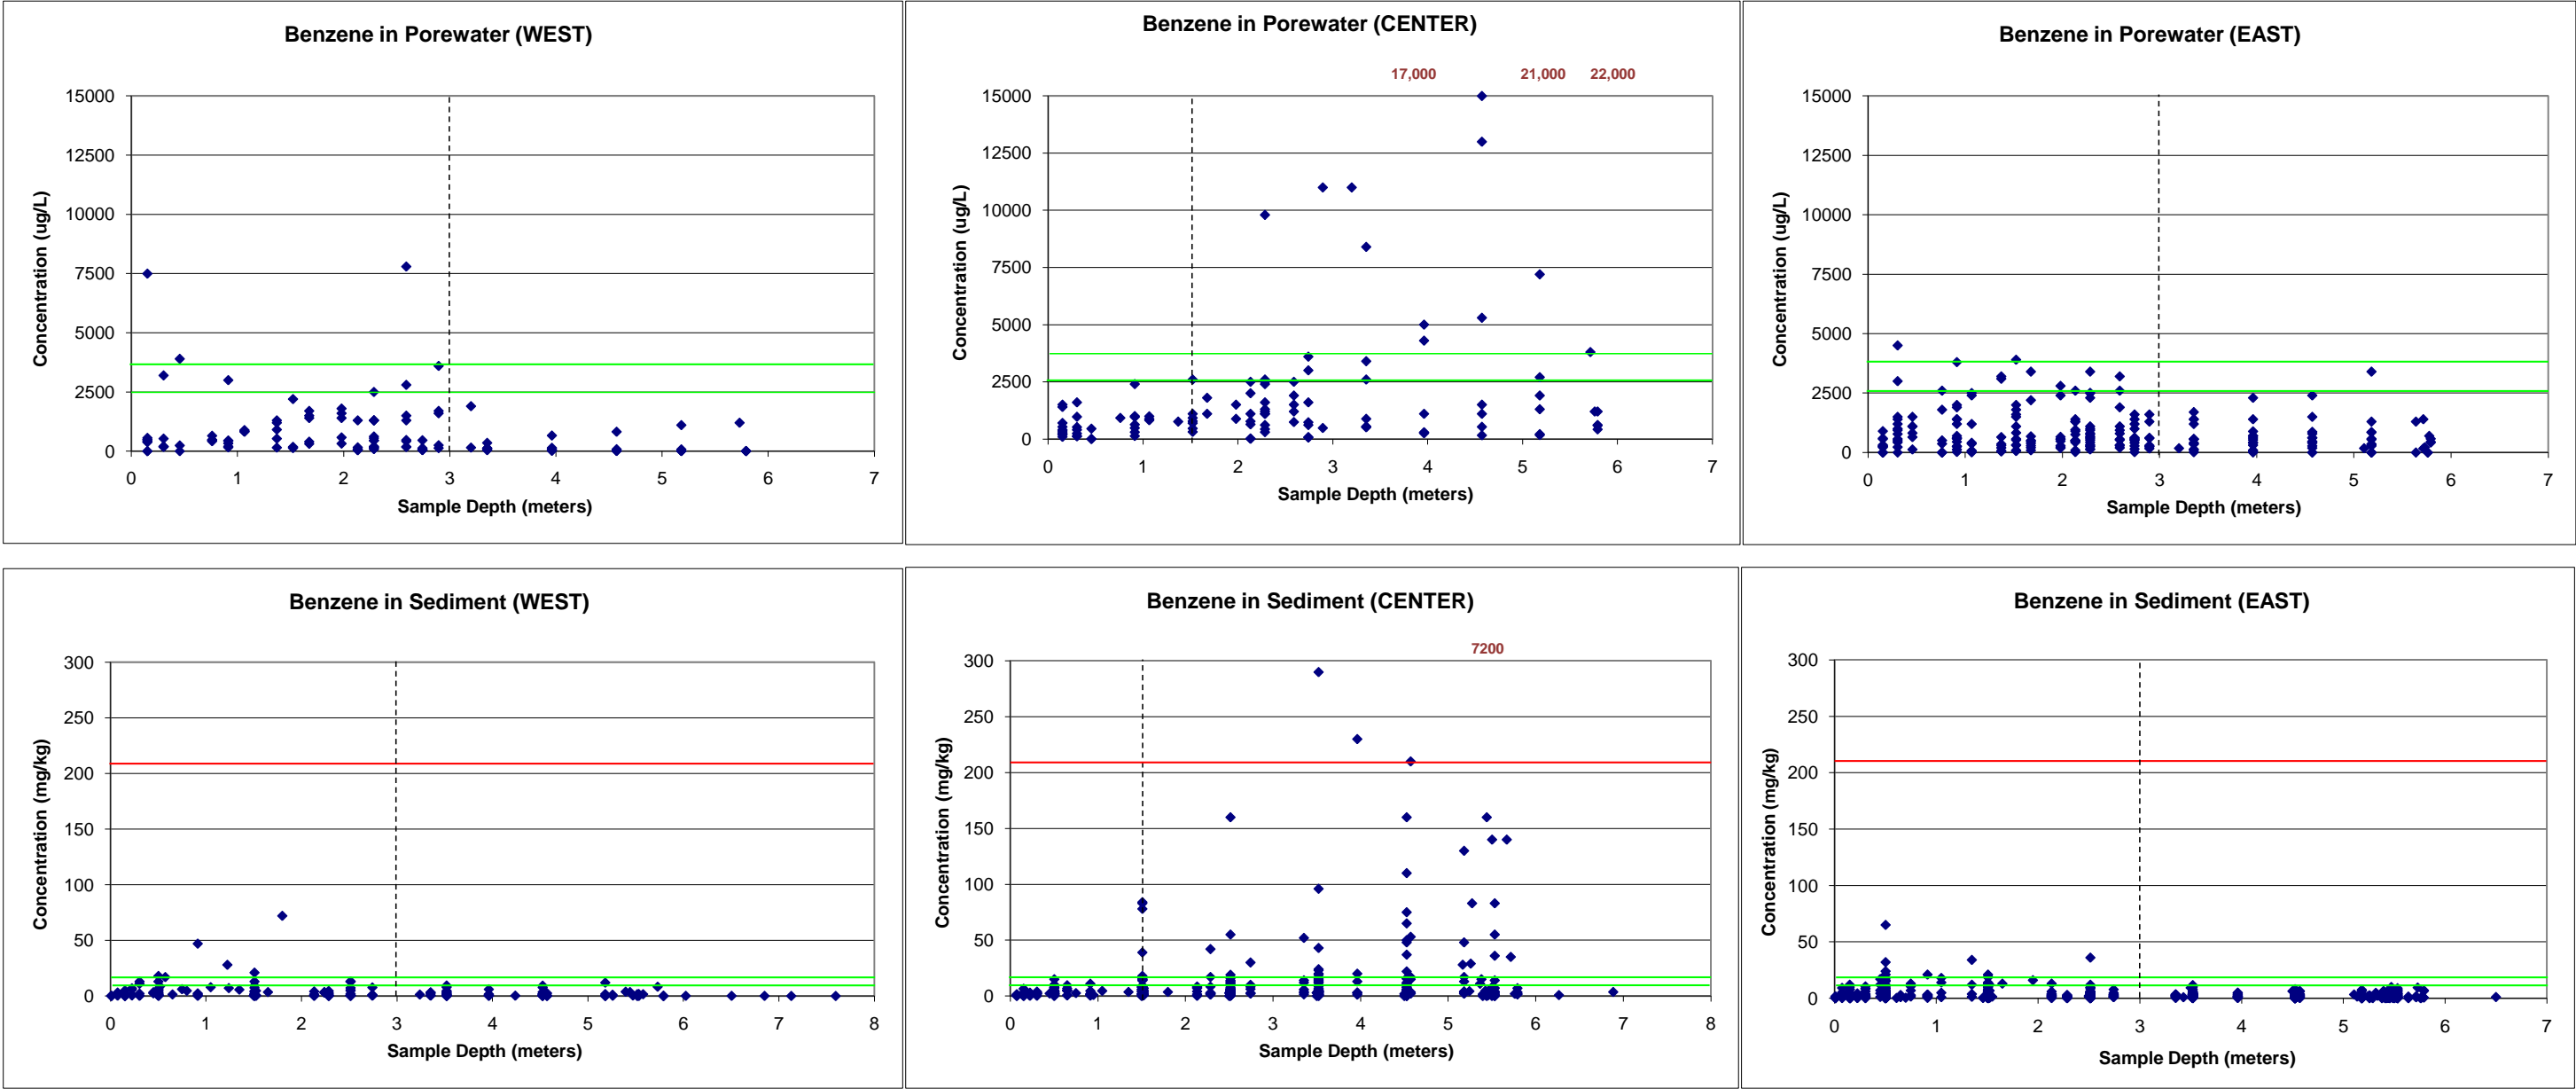 Benzene in Porewater (WEST)
15000
12500
10000
7500
5000
2500
0
0 1 2 3 4 5 6 7
Concentration (ug/L)
Sample Depth (meters)
Benzene in Porewater (CENTER)
17,000 21,000 22,000
15000
12500
10000
7500
5000
2500
0
0 1 2 3 4 5 6 7
Concentration (ug/L)
Sample Depth (meters)
Benzene in Porewater (EAST)
15000
12500
10000
7500
5000
2500
0
0 1 2 3 4 5 6 7
Concentration (ug/L)
Sample Depth (meters)
Benzene in Sediment (WEST)
300
250
200
150
100
50
0
0 1 2 3 4 5 6 7 8
Concentration (mg/kg)
Sample Depth (meters)
Benzene in Sediment (CENTER)
7200
300
250
200
150
100
50
0
0 1 2 3 4 5 6 7 8
Concentration (mg/kg)
Sample Depth (meters)
Benzene in Sediment (EAST)
300
250
200
150
100
50
0
0 1 2 3 4 5 6 7
Concentration (mg/kg)
Sample Depth (meters)